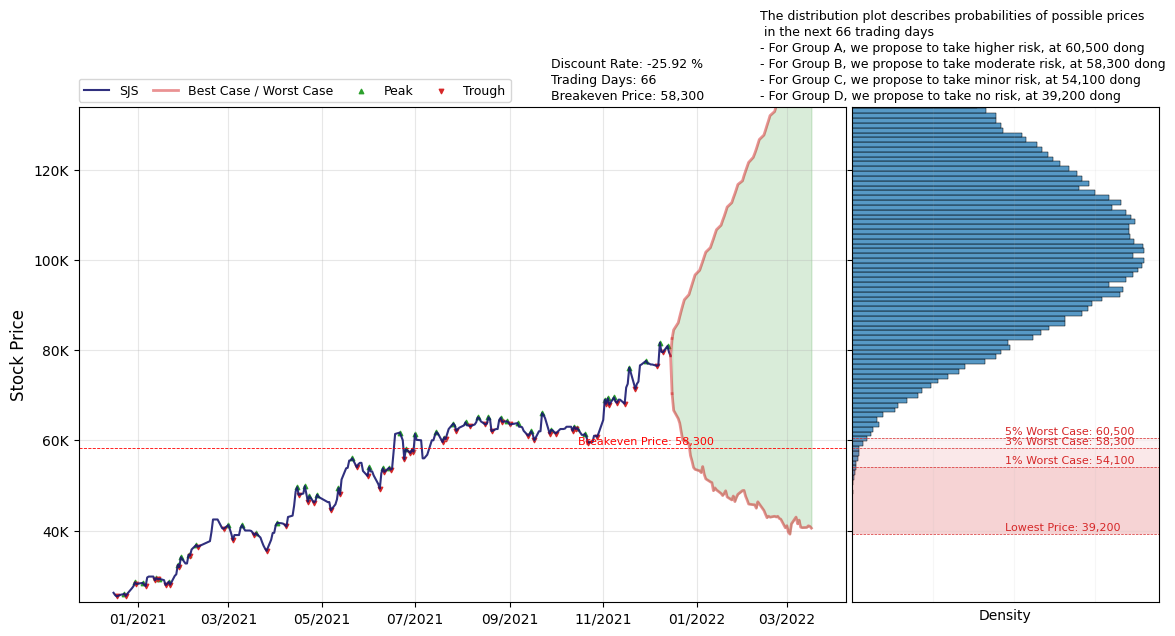 The distribution plot describes probabilities of possible prices
in the next 66 trading days
- For Group A, we propose to take higher risk, at 60,500 dong
- For Group B, we propose to take moderate risk, at 58,300 dong
- For Group C, we propose to take minor risk, at 54,100 dong
- For Group D, we propose to take no risk, at 39,200 dong
Discount Rate: -25.92 %
Trading Days: 66
Breakeven Price: 58,300
SJS
Best Case / Worst Case
Peak
Trough
Stock Price
120K
100K
80K
60K
40K
Breakeven Price: 58,300
5% Worst Case: 60,500
3% Worst Case: 58,300
1% Worst Case: 54,100
Lowest Price: 39,200
01/2021
03/2021
05/2021
07/2021
09/2021
11/2021
01/2022
03/2022
Density